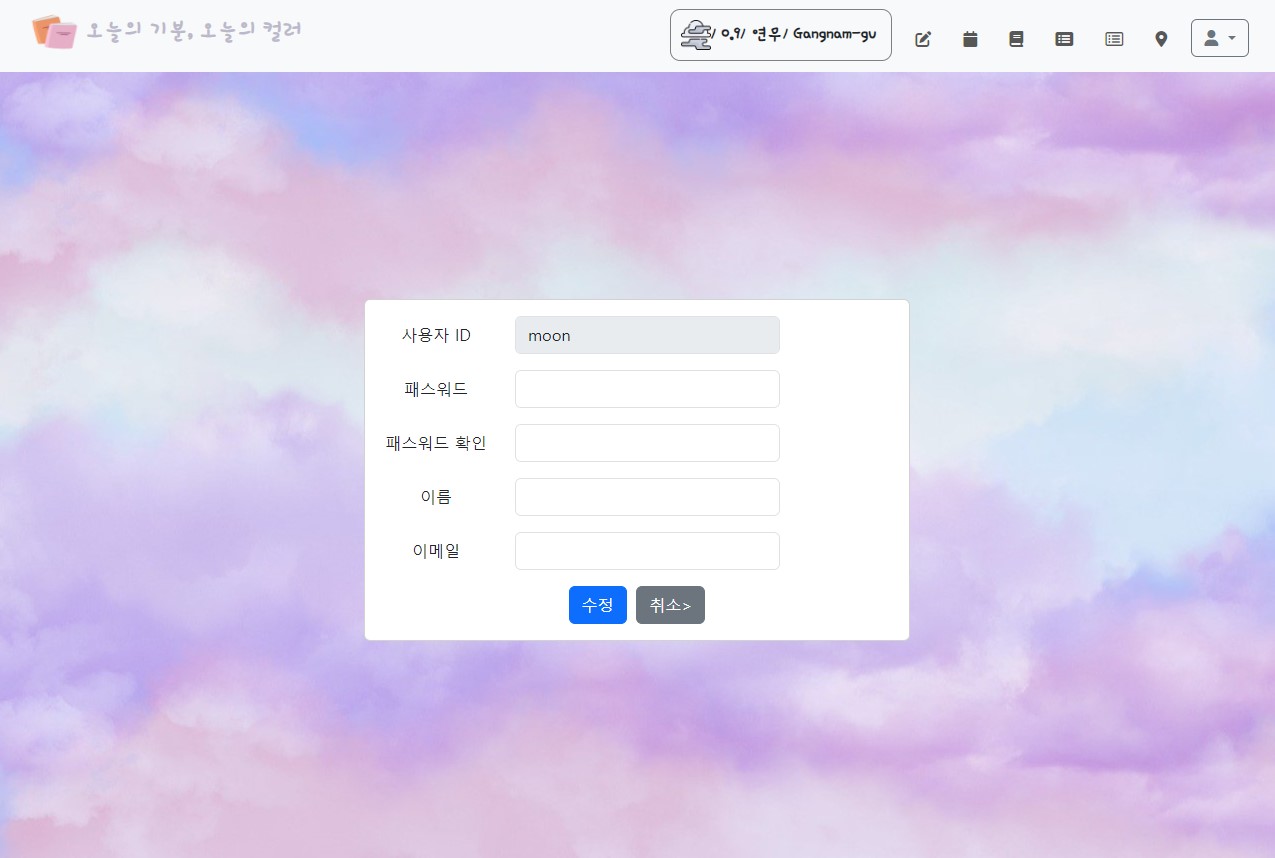 오늘의 기분, 오늘의 컬러
/ 0.9/ 연무/ Gangnam-gu
사용자 ID
moon
패스워드
패스워드 확인
이름
이메일
수정
취소>